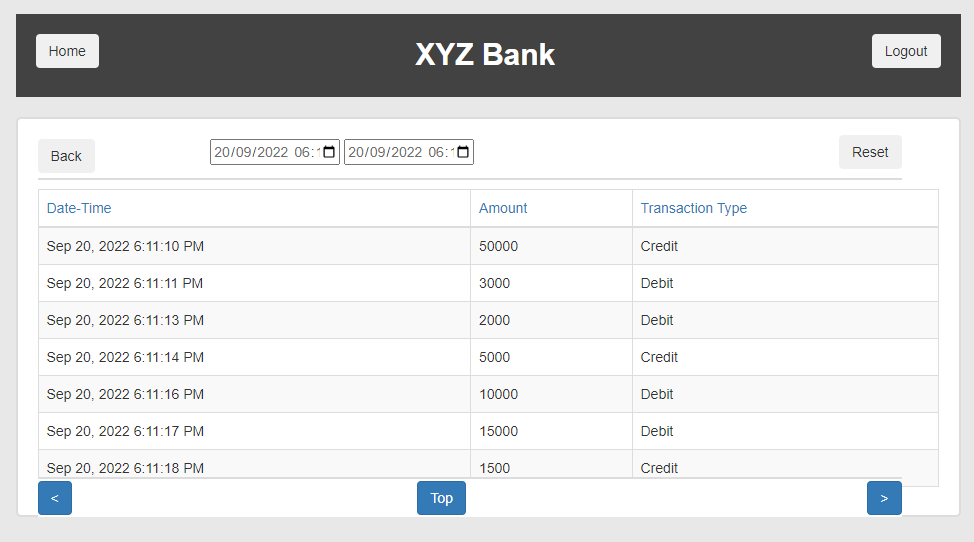 Home XYZ Bank Logout
Back 20/09/2022 06:1 20/09/2022 06:1 Reset
Date-Time Amount Transaction Type
Sep 20, 2022 6:11:10 PM 50000 Credit
Sep 20, 2022 6:11:11 PM 3000 Debit
Sep 20, 2022 6:11:13 PM 2000 Debit
Sep 20, 2022 6:11:14 PM 5000 Credit
Sep 20, 2022 6:11:16 PM 10000 Debit
Sep 20, 2022 6:11:17 PM 15000 Debit
Sep 20, 2022 6:11:18 PM 1500 Credit
< Top >